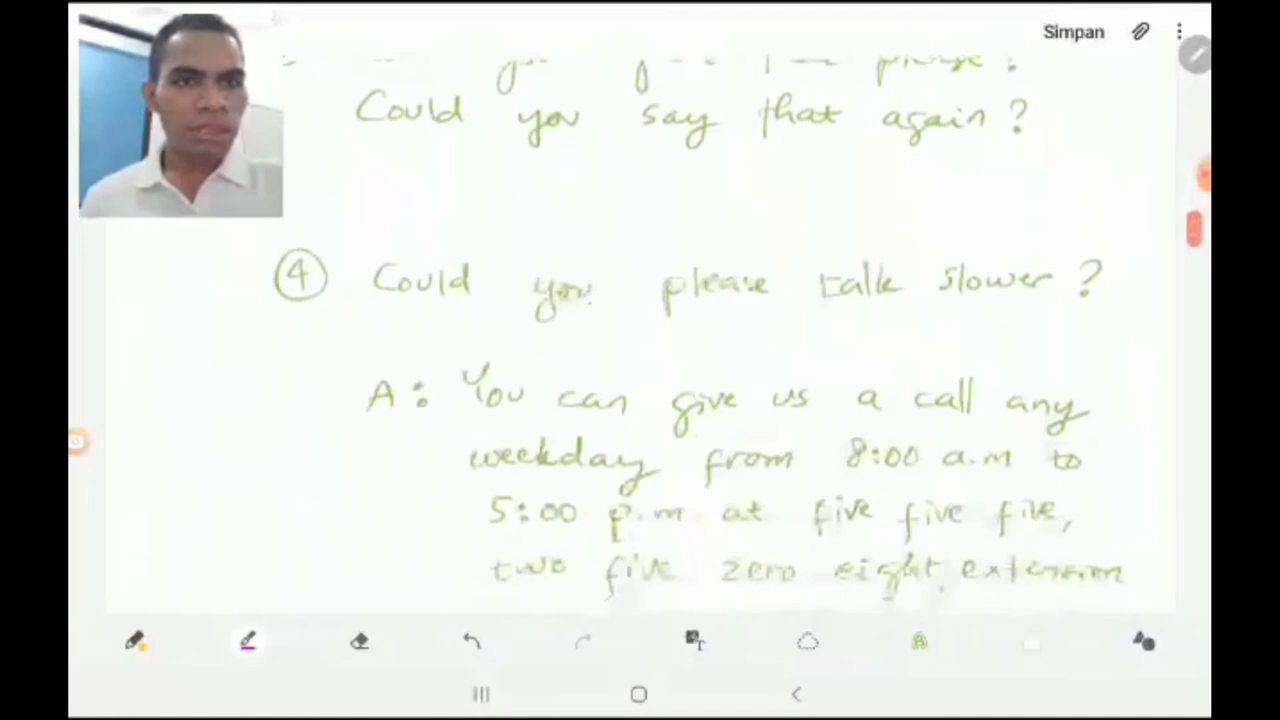 Simpan
Could you say that again?
4 Could you please talk slower?
A: You can give us a call any
weekday from 8:00 a.m to
5:00 p.m at five five five,
two five zero eight extension